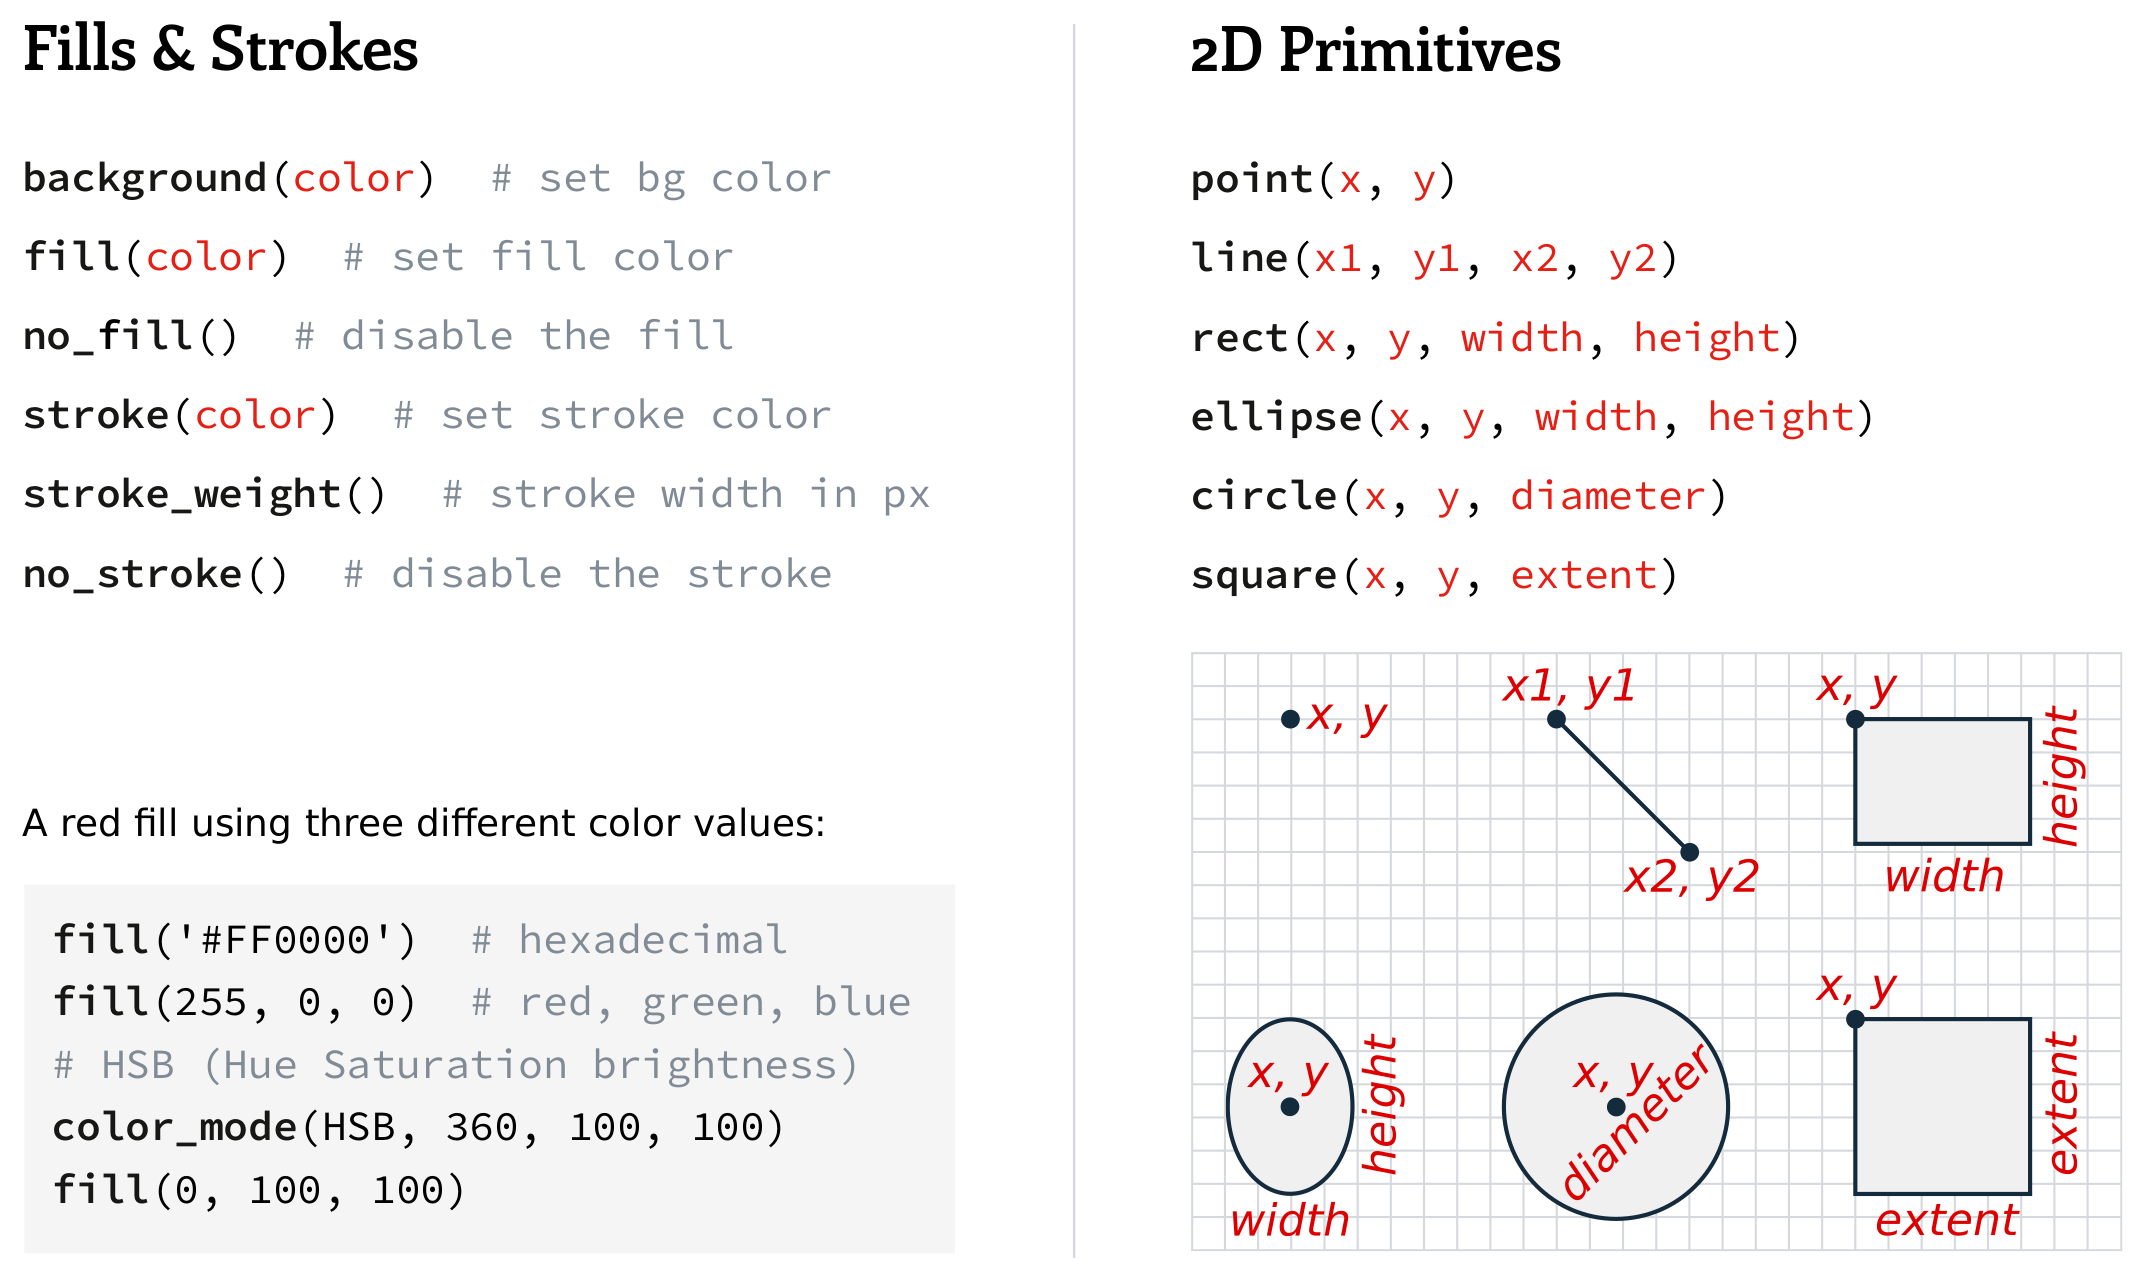 Fills & Strokes
background(color)  # set bg color
fill(color)  # set fill color
no_fill()  # disable the fill
stroke(color)  # set stroke color
stroke_weight()  # stroke width in px
no_stroke()  # disable the stroke
A red fill using three different color values:
fill('#FF0000')  # hexadecimal
fill(255, 0, 0)  # red, green, blue
# HSB (Hue Saturation brightness)
color_mode(HSB, 360, 100, 100)
fill(0, 100, 100)
2D Primitives
point(x, y)
line(x1, y1, x2, y2)
rect(x, y, width, height)
ellipse(x, y, width, height)
circle(x, y, diameter)
square(x, y, extent)
x, y
x1, y1
x2, y2
x, y
height
width
x, y
height
width
x, y
diameter
x, y
extent
extent